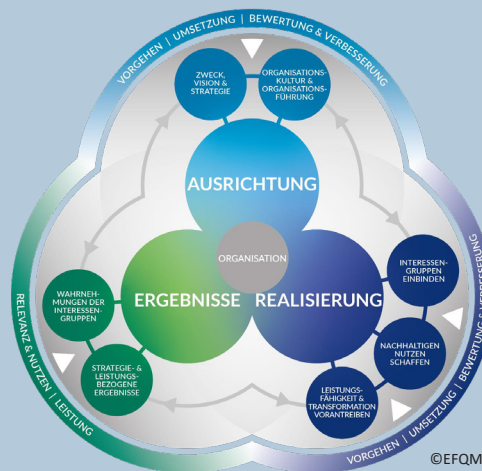 VORGEHEN | UMSETZUNG | BEWERTUNG & VERBESSERUNG
ZWECK,
VISION &
STRATEGIE
ORGANISATIONS-
KULTUR &
ORGANISATIONS-
FÜHRUNG
AUSRICHTUNG
ORGANISATION
ERGEBNISSE
REALISIERUNG
INTERESSEN-
GRUPPEN
EINBINDEN
NACHHALTIGEN
NUTZEN
SCHAFFEN
LEISTUNGS-
FÄHIGKEIT &
TRANSFORMATION
VORANTREIBEN
WAHRNEH-
MUNGEN DER
INTERESSEN-
GRUPPEN
STRATEGIE- &
LEISTUNGS-
BEZOGENE
ERGEBNISSE
RELEVANZ & NUTZEN | LEISTUNG
VORGEHEN | UMSETZUNG | BEWERTUNG & VERBESSERUNG
©EFQM